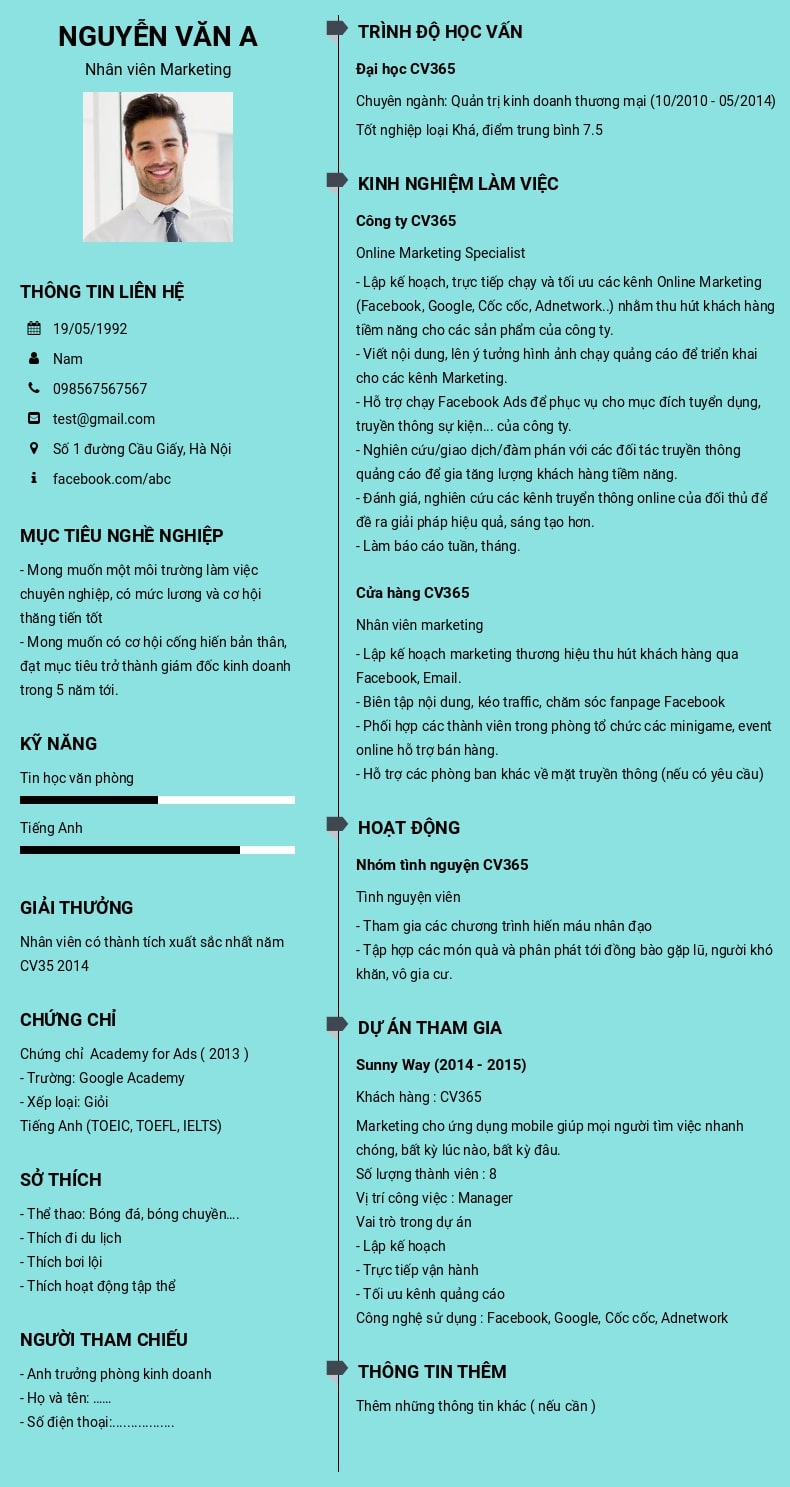 NGUYỄN VĂN A
Nhân viên Marketing
THÔNG TIN LIÊN HỆ
19/05/1992
Nam
098567567567
test@gmail.com
Số 1 đường Cầu Giấy, Hà Nội
facebook.com/abc
MỤC TIÊU NGHỀ NGHIỆP
- Mong muốn một môi trường làm việc
chuyên nghiệp, có mức lương và cơ hội
thăng tiến tốt
- Mong muốn có cơ hội cống hiến bản thân,
đạt mục tiêu trở thành giám đốc kinh doanh
trong 5 năm tới.
KỸ NĂNG
Tin học văn phòng
Tiếng Anh
GIẢI THƯỞNG
Nhân viên có thành tích xuất sắc nhất năm
CV35 2014
CHỨNG CHỈ
Chứng chỉ  Academy for Ads ( 2013 )
- Trường: Google Academy
- Xếp loại: Giỏi
Tiếng Anh (TOEIC, TOEFL, IELTS)
SỞ THÍCH
- Thể thao: Bóng đá, bóng chuyền....
- Thích đi du lịch
- Thích bơi lội
- Thích hoạt động tập thể
NGƯỜI THAM CHIẾU
- Anh trưởng phòng kinh doanh
- Họ và tên: ......
- Số điện thoại:.................
TRÌNH ĐỘ HỌC VẤN
Đại học CV365
Chuyên ngành: Quản trị kinh doanh thương mại (10/2010 - 05/2014)
Tốt nghiệp loại Khá, điểm trung bình 7.5
KINH NGHIỆM LÀM VIỆC
Công ty CV365
Online Marketing Specialist
- Lập kế hoạch, trực tiếp chạy và tối ưu các kênh Online Marketing
(Facebook, Google, Cốc cốc, Adnetwork..) nhằm thu hút khách hàng
tiềm năng cho các sản phẩm của công ty.
- Viết nội dung, lên ý tưởng hình ảnh chạy quảng cáo để triển khai
cho các kênh Marketing.
- Hỗ trợ chạy Facebook Ads để phục vụ cho mục đích tuyển dụng,
truyền thông sự kiện... của công ty.
- Nghiên cứu/giao dịch/đàm phán với các đối tác truyền thông
quảng cáo để gia tăng lượng khách hàng tiềm năng.
- Đánh giá, nghiên cứu các kênh truyển thông online của đối thủ để
đề ra giải pháp hiệu quả, sáng tạo hơn.
- Làm báo cáo tuần, tháng.
Cửa hàng CV365
Nhân viên marketing
- Lập kế hoạch marketing thương hiệu thu hút khách hàng qua
Facebook, Email.
- Biên tập nội dung, kéo traffic, chăm sóc fanpage Facebook
- Phối hợp các thành viên trong phòng tổ chức các minigame, event
online hỗ trợ bán hàng.
- Hỗ trợ các phòng ban khác về mặt truyền thông (nếu có yêu cầu)
HOẠT ĐỘNG
Nhóm tình nguyện CV365
Tình nguyện viên
- Tham gia các chương trình hiến máu nhân đạo
- Tập hợp các món quà và phân phát tới đồng bào gặp lũ, người khó
khăn, vô gia cư.
DỰ ÁN THAM GIA
Sunny Way (2014 - 2015)
Khách hàng : CV365
Marketing cho ứng dụng mobile giúp mọi người tìm việc nhanh
chóng, bất kỳ lúc nào, bất kỳ đâu.
Số lượng thành viên : 8
Vị trí công việc : Manager
Vai trò trong dự án
- Lập kế hoạch
- Trực tiếp vận hành
- Tối ưu kênh quảng cáo
Công nghệ sử dụng : Facebook, Google, Cốc cốc, Adnetwork
THÔNG TIN THÊM
Thêm những thông tin khác ( nếu cần )